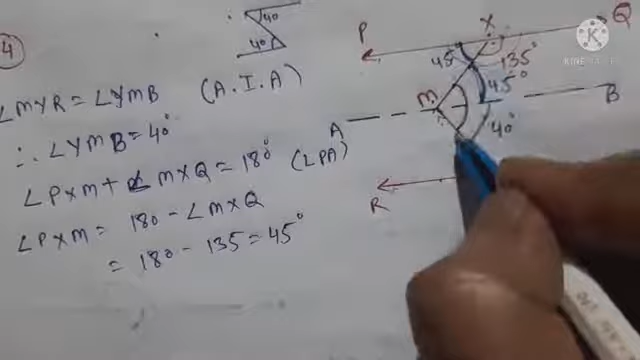 4
40
40°
∠MYR = ∠YMB (A.I.A)
∴ ∠YMB = 40°
∠PXM + ∠MXQ = 180° (LPA)
∠PXM = 180 - ∠MXQ
= 180 - 135 = 45°
P X Q
45 135°
M 45° B
A 40°
R
KINEMASTER